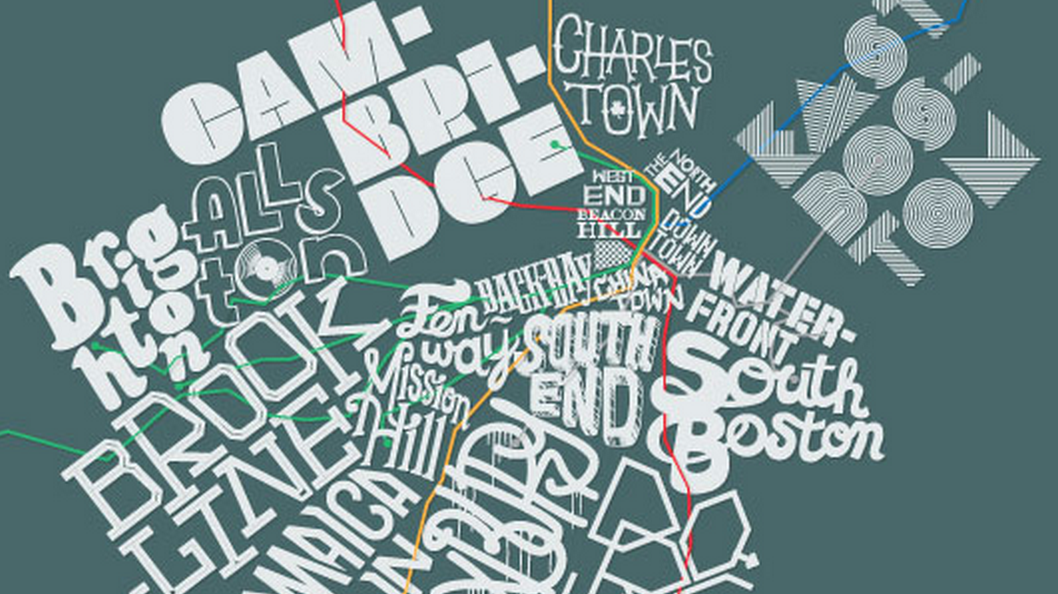 CAM-
BRI-
DGE
CHARLES
TOWN
ALLS
ton
Brig
hton
WEST
END
BEACON
HILL
THE
NORTH
END
DOWN
TOWN
BACK BAY
CHINA
TOWN
WATER-
FRONT
Fen
way
SOUTH
END
South
Boston
Mission
Hill
BROOK
LINE